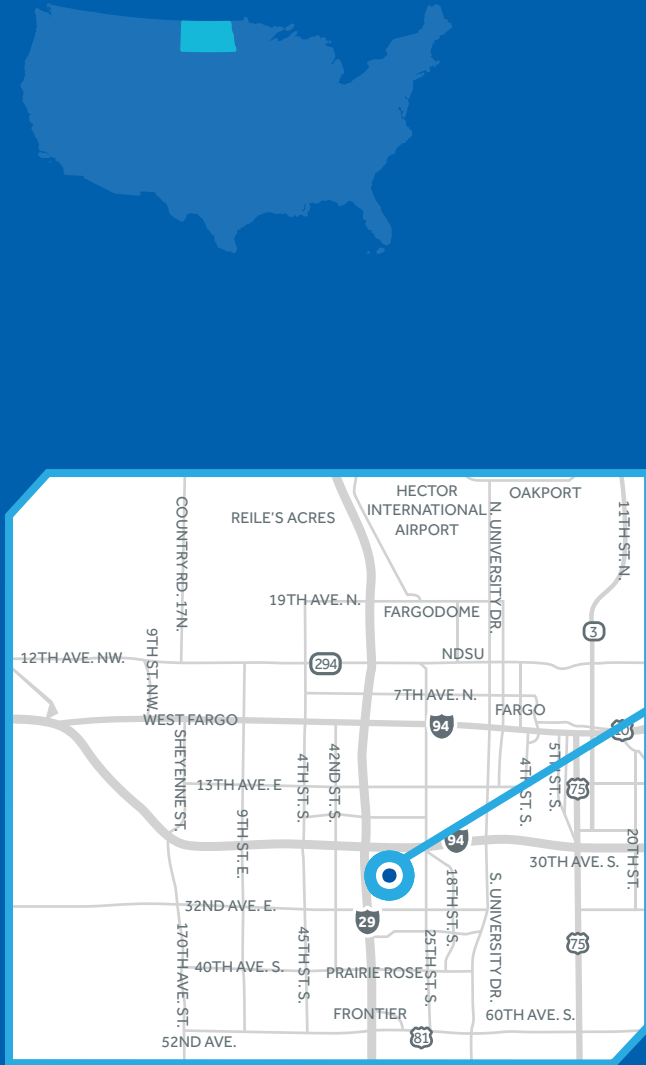 HECTOR
INTERNATIONAL
AIRPORT
OAKPORT
REILE'S ACRES
COUNTRY RD. 17N.
N. UNIVERSITY DR.
11TH ST. N.
19TH AVE. N.
FARGODOME
3
9TH ST. NW.
12TH AVE. NW.
294
NDSU
7TH AVE. N.
FARGO
WEST FARGO
94
10
SHEYENNE ST.
4TH ST. S.
42ND ST. S.
4TH ST. S.
5TH ST. S.
75
13TH AVE. E
9TH ST. E.
94
20TH ST.
30TH AVE. S.
18TH ST. S.
S. UNIVERSITY DR.
32ND AVE. E.
29
170TH AVE. ST.
45TH ST. S.
25TH ST. S.
75
40TH AVE. S.
PRAIRIE ROSE
FRONTIER
60TH AVE. S.
81
52ND AVE.